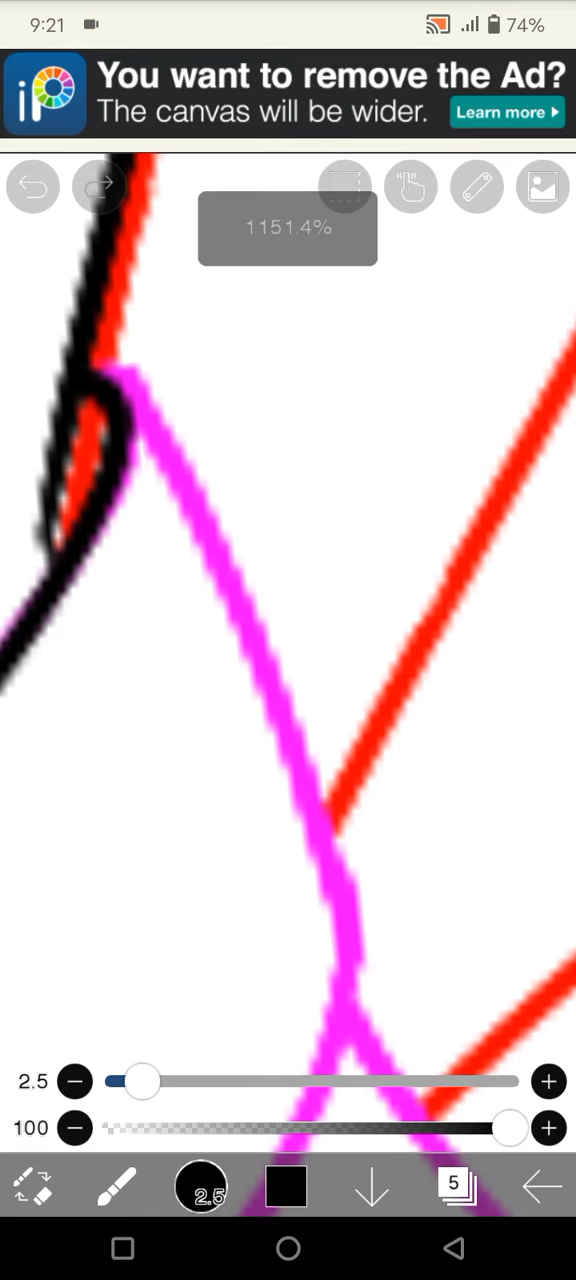 9:21
74%
iP
You want to remove the Ad?
The canvas will be wider.
Learn more
1151.4%
2.5
100
2.5
5